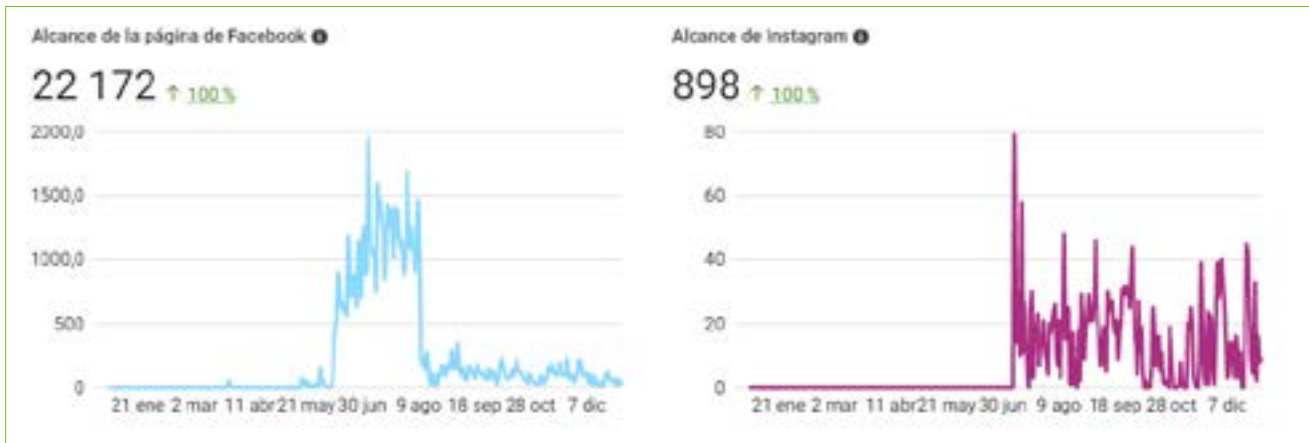 Alcance de la página de Facebook
22 172 ↑ 100 %
2000,0
1500,0
1000,0
500
0
21 ene 2 mar 11 abr 21 may 30 jun 9 ago 18 sep 28 oct 7 dic
Alcance de Instagram
898 ↑ 100 %
80
60
40
20
0
21 ene 2 mar 11 abr 21 may 30 jun 9 ago 18 sep 28 oct 7 dic